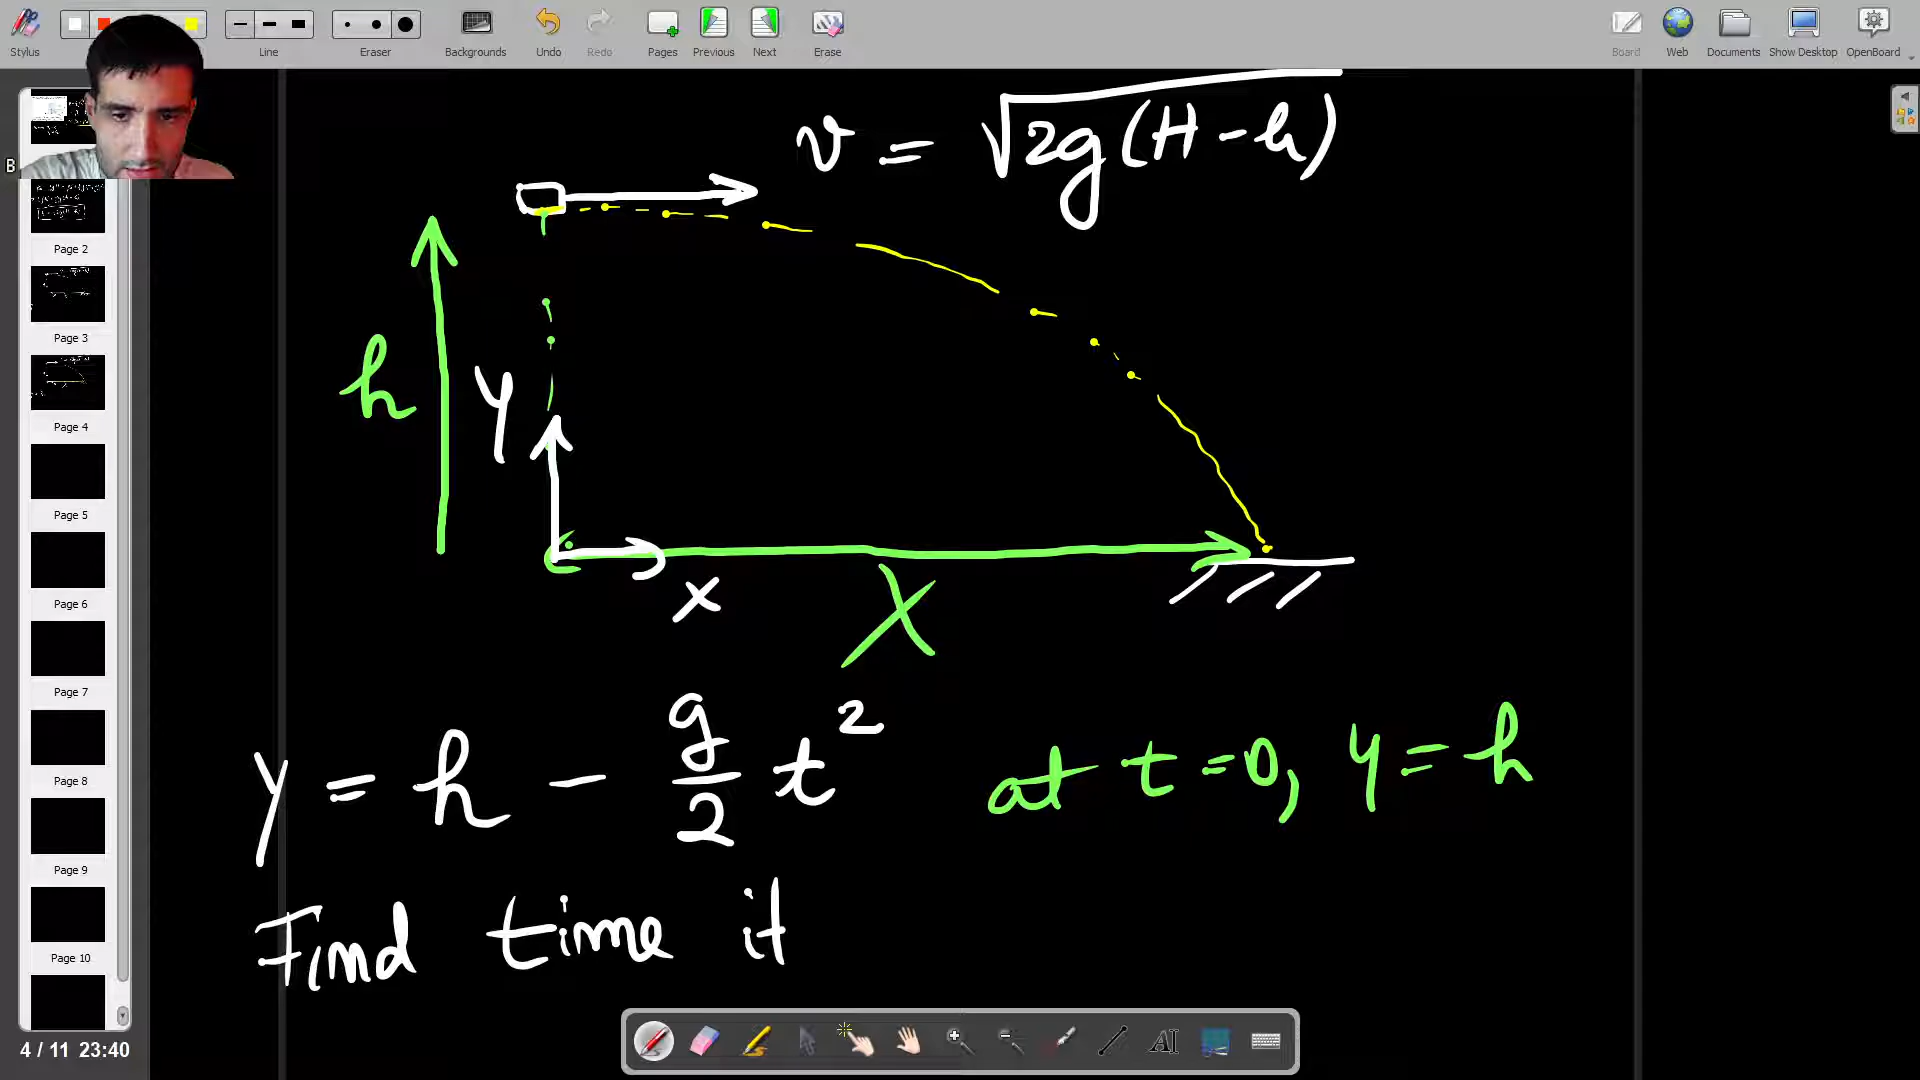 Stylus
Line
Eraser
Backgrounds
Undo
Redo
Pages
Previous
Next
Erase
Board
Web
Documents
Show Desktop
OpenBoard
B
v = √2g(H-h)
h
y
x
X
y = h - g/2 t²
at t=0, y=h
Find time it
Page 2
Page 3
Page 4
Page 5
Page 6
Page 7
Page 8
Page 9
Page 10
4 / 11 23:40
AI